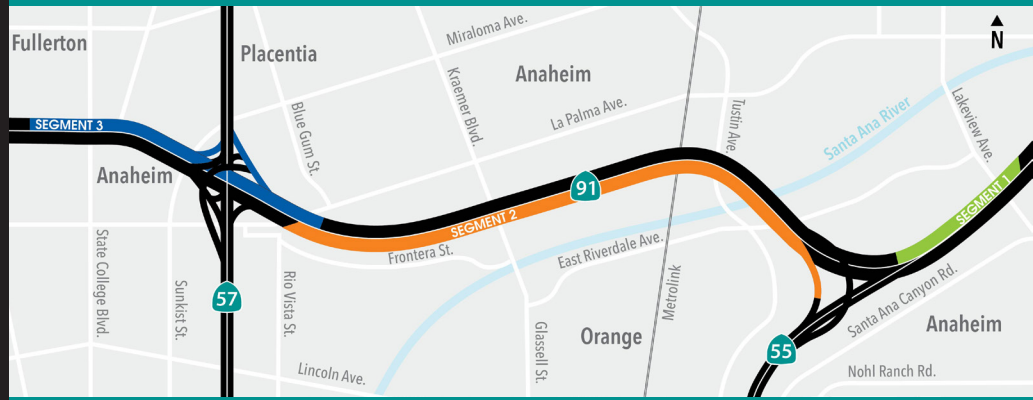 Fullerton
Placentia
Miraloma Ave.
N
Anaheim
Kraemer Blvd.
La Palma Ave.
Blue Gum St.
Tustin Ave.
Santa Ana River
Lakeview Ave.
SEGMENT 3
Anaheim
91
SEGMENT 2
SEGMENT 1
Frontera St.
East Riverdale Ave.
State College Blvd.
Sunkist St.
57
Rio Vista St.
Metrolink
Santa Ana Canyon Rd.
Glassell St.
Orange
Anaheim
55
Lincoln Ave.
Nohl Ranch Rd.